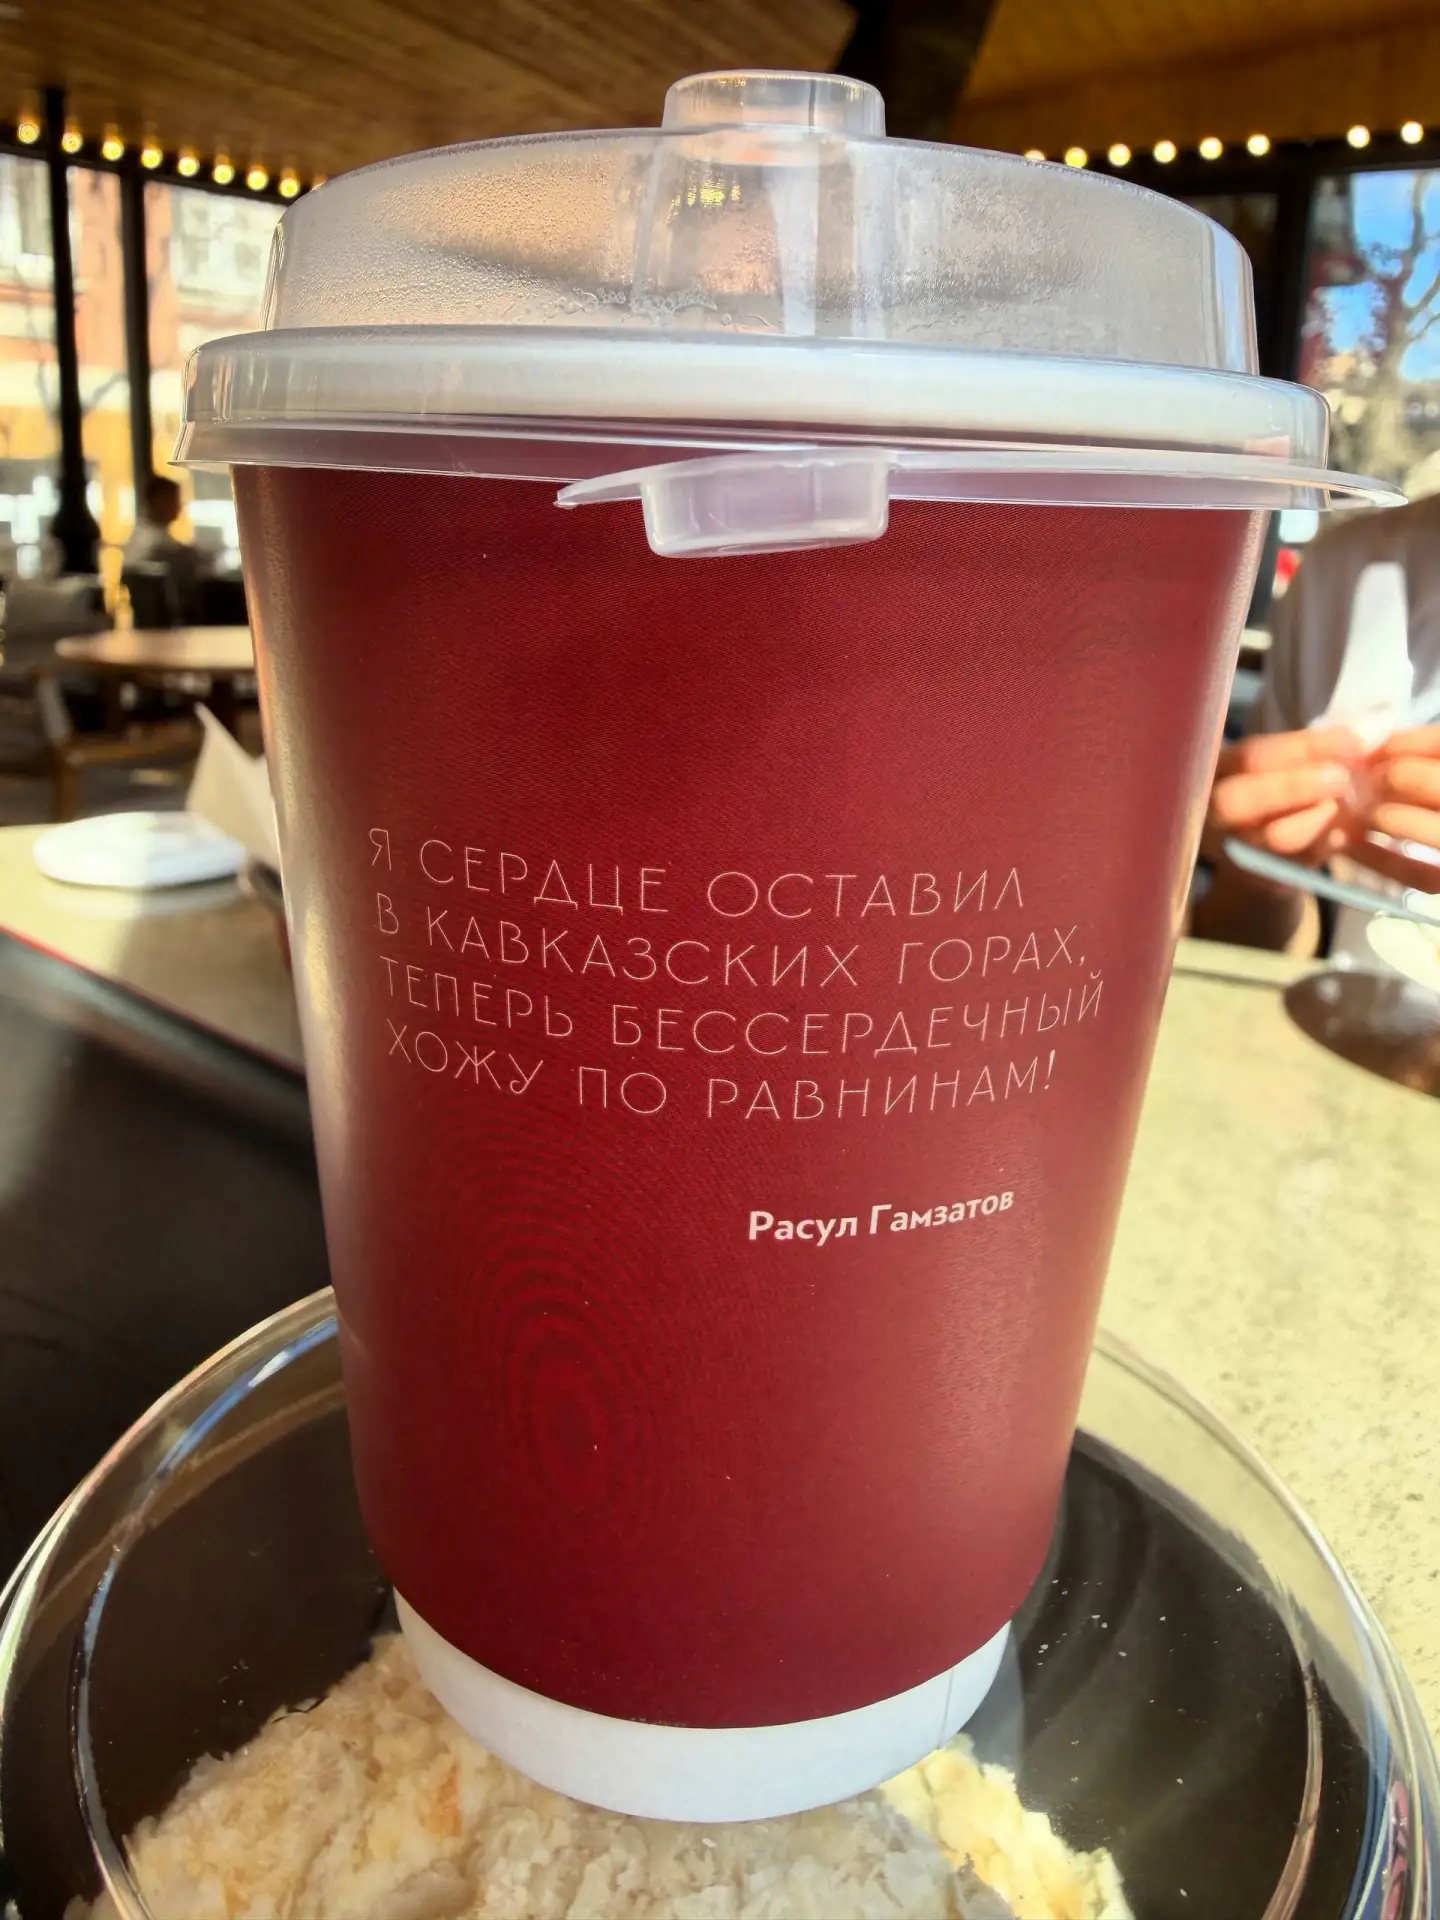 Я СЕРДЦЕ ОСТАВИЛ
В КАВКАЗСКИХ ГОРАХ,
ТЕПЕРЬ БЕССЕРДЕЧНЫЙ
ХОЖУ ПО РАВНИНАМ!
Расул Гамзатов